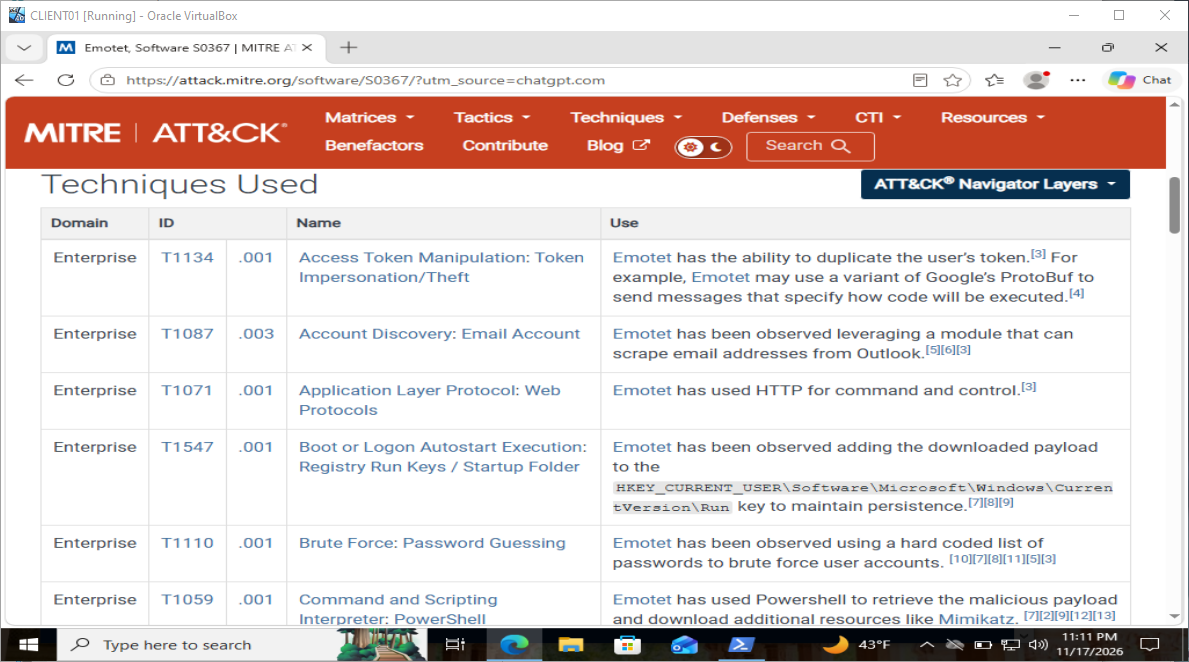 CLIENT01 [Running] - Oracle VirtualBox
Emotet, Software S0367 | MITRE AT
https://attack.mitre.org/software/S0367/?utm_source=chatgpt.com
Chat
MITRE | ATT&CK®
Matrices
Tactics
Techniques
Defenses
CTI
Resources
Benefactors
Contribute
Blog
Search
Techniques Used
ATT&CK® Navigator Layers
Domain ID Name Use
Enterprise T1134 .001 Access Token Manipulation: Token
Impersonation/Theft
Emotet has the ability to duplicate the user's token.[3] For
example, Emotet may use a variant of Google's ProtoBuf to
send messages that specify how code will be executed.[4]
Enterprise T1087 .003 Account Discovery: Email Account
Emotet has been observed leveraging a module that can
scrape email addresses from Outlook.[5][6][3]
Enterprise T1071 .001 Application Layer Protocol: Web
Protocols
Emotet has used HTTP for command and control.[3]
Enterprise T1547 .001 Boot or Logon Autostart Execution:
Registry Run Keys / Startup Folder
Emotet has been observed adding the downloaded payload
to the
HKEY_CURRENT_USER\Software\Microsoft\Windows\Curren
tVersion\Run key to maintain persistence.[7][8][9]
Enterprise T1110 .001 Brute Force: Password Guessing
Emotet has been observed using a hard coded list of
passwords to brute force user accounts. [10][7][8][11][5][3]
Enterprise T1059 .001 Command and Scripting
Interpreter: PowerShell
Emotet has used Powershell to retrieve the malicious payload
and download additional resources like Mimikatz. [7][2][9][12][13]
Type here to search
43°F
11:11 PM
11/17/2026